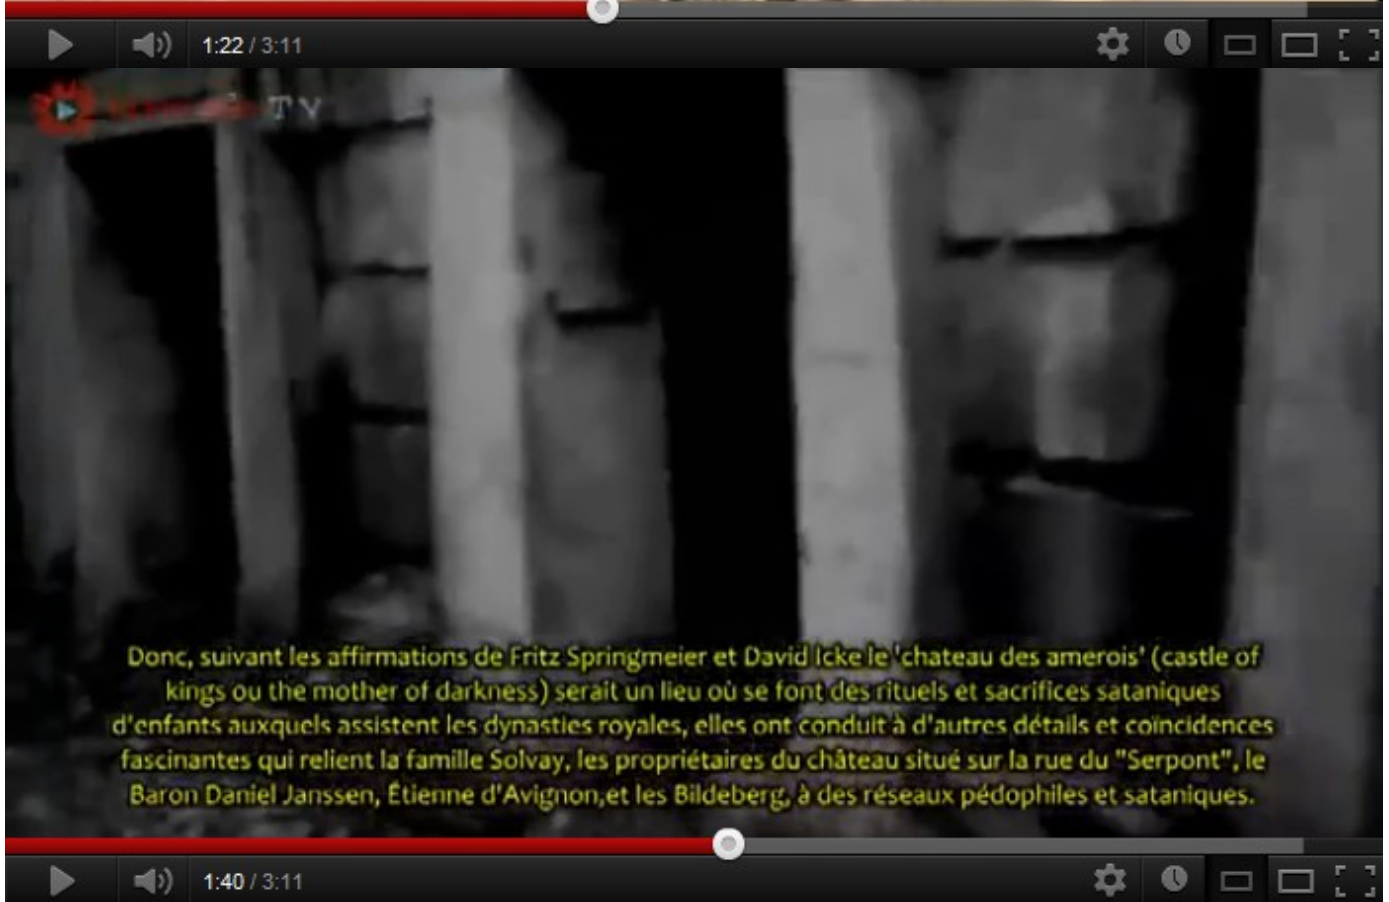 1:22 / 3:11
TV
Donc, suivant les affirmations de Fritz Springmeier et David Icke le 'chateau des amerois' (castle of
kings ou the mother of darkness) serait un lieu où se font des rituels et sacrifices sataniques
d'enfants auxquels assistent les dynasties royales, elles ont conduit à d'autres détails et coïncidences
fascinantes qui relient la famille Solvay, les propriétaires du château situé sur la rue du "Serpont", le
Baron Daniel Janssen, Étienne d'Avignon,et les Bildeberg, à des réseaux pédophiles et sataniques.
1:40 / 3:11